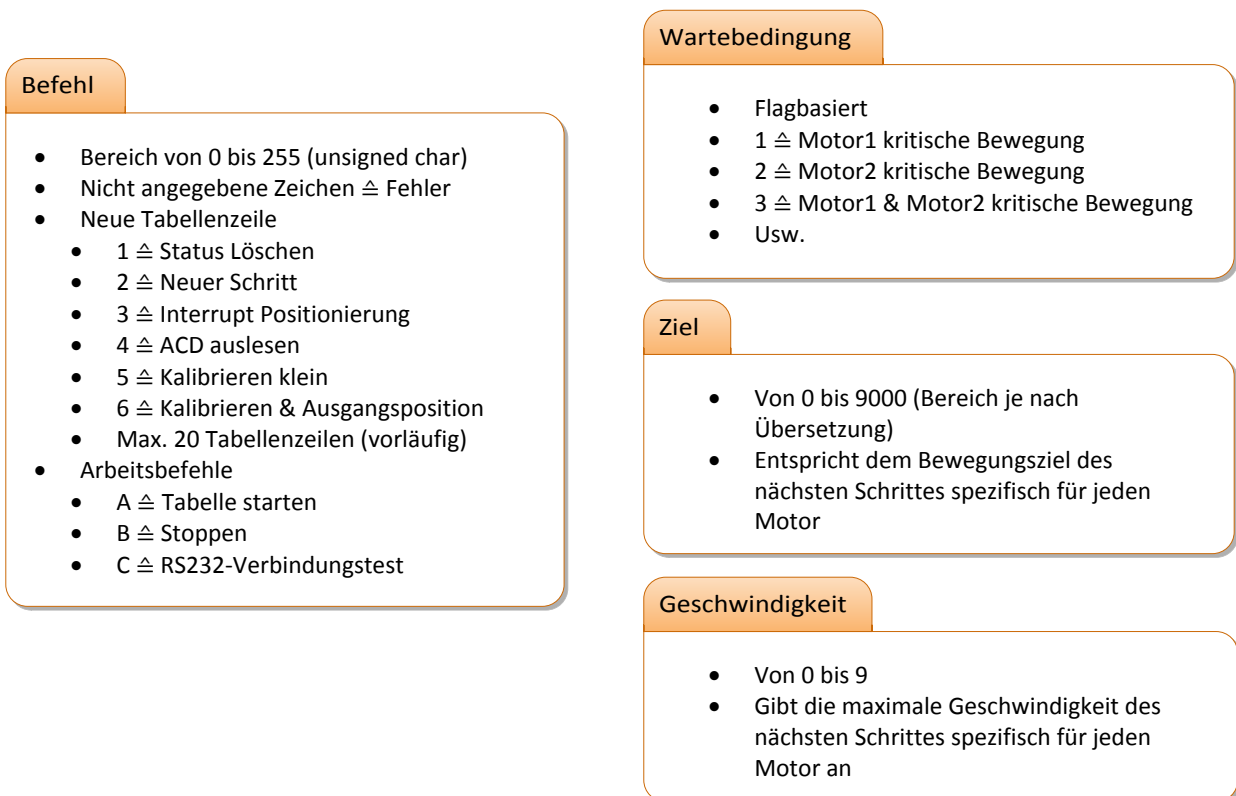 Befehl
• Bereich von 0 bis 255 (unsigned char)
• Nicht angegebene Zeichen ≙ Fehler
• Neue Tabellenzeile
• 1 ≙ Status Löschen
• 2 ≙ Neuer Schritt
• 3 ≙ Interrupt Positionierung
• 4 ≙ ACD auslesen
• 5 ≙ Kalibrieren klein
• 6 ≙ Kalibrieren & Ausgangsposition
• Max. 20 Tabellenzeilen (vorläufig)
• Arbeitsbefehle
• A ≙ Tabelle starten
• B ≙ Stoppen
• C ≙ RS232-Verbindungstest
Wartebedingung
• Flagbasiert
• 1 ≙ Motor1 kritische Bewegung
• 2 ≙ Motor2 kritische Bewegung
• 3 ≙ Motor1 & Motor2 kritische Bewegung
• Usw.
Ziel
• Von 0 bis 9000 (Bereich je nach
Übersetzung)
• Entspricht dem Bewegungsziel des
nächsten Schrittes spezifisch für jeden
Motor
Geschwindigkeit
• Von 0 bis 9
• Gibt die maximale Geschwindigkeit des
nächsten Schrittes spezifisch für jeden
Motor an